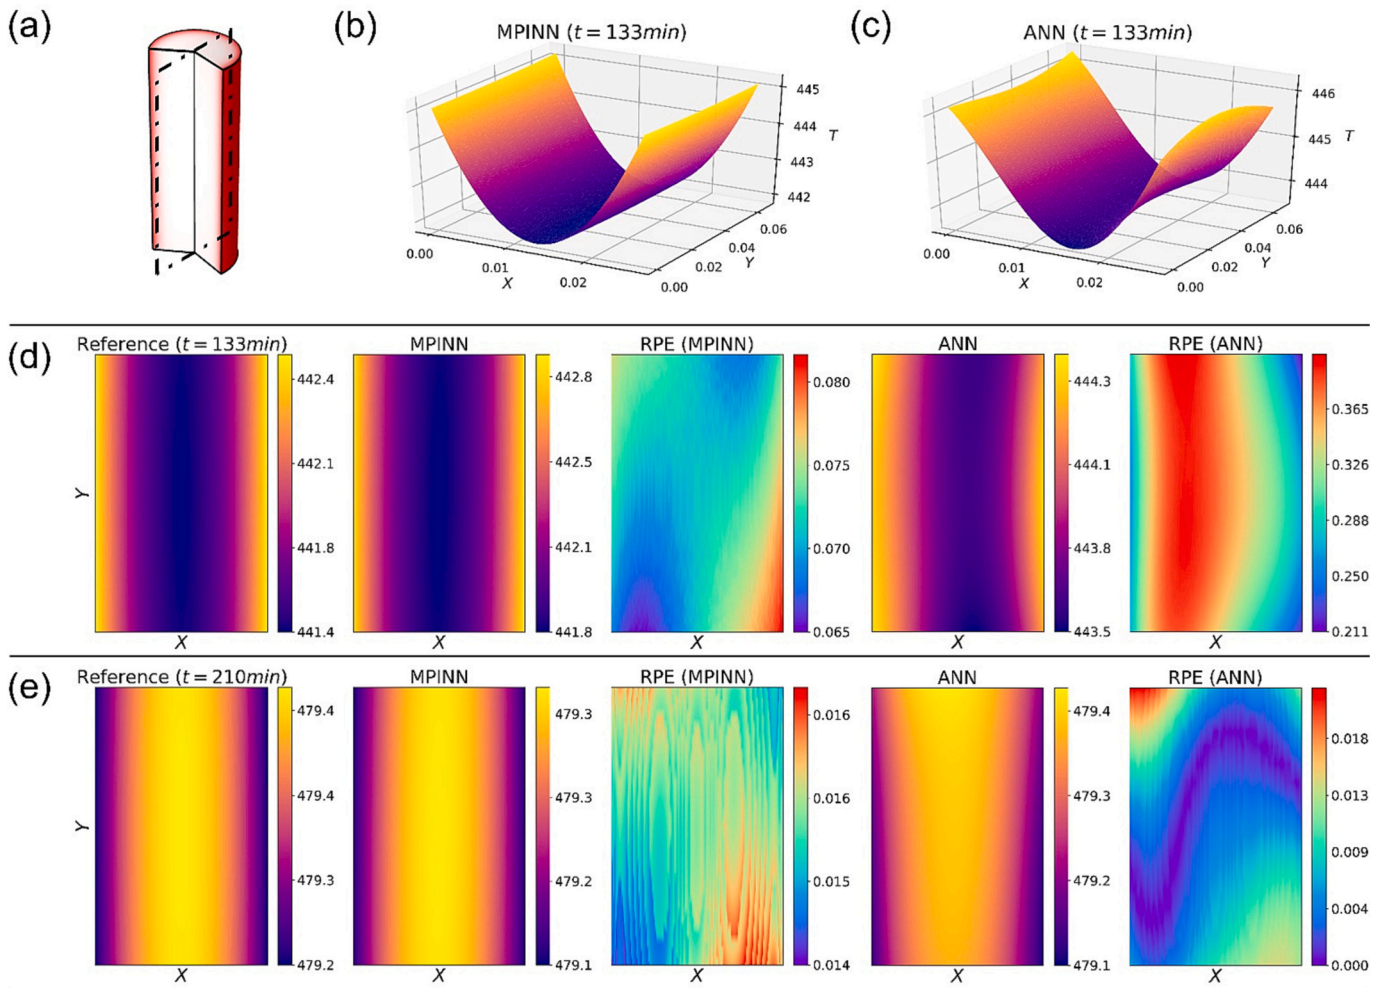 (a)
(b)
(c)
MPINN (t = 133min)
ANN (t = 133min)
445
444
443
442
T
0.00
0.01
0.02
X
0.00
0.02
0.04
0.06
Y
446
445
444
T
0.00
0.01
0.02
X
0.00
0.02
0.04
0.06
Y
(d)
Reference (t = 133min)
MPINN
RPE (MPINN)
ANN
RPE (ANN)
Y
442.4
442.1
441.8
441.4
442.8
442.5
442.1
441.8
0.080
0.075
0.070
0.065
444.3
444.1
443.8
443.5
0.365
0.326
0.288
0.250
0.211
X
X
X
X
X
(e)
Reference (t = 210min)
MPINN
RPE (MPINN)
ANN
RPE (ANN)
Y
479.4
479.4
479.3
479.2
479.3
479.3
479.2
479.1
0.016
0.016
0.015
0.014
479.4
479.3
479.2
479.1
0.018
0.013
0.009
0.004
0.000
X
X
X
X
X